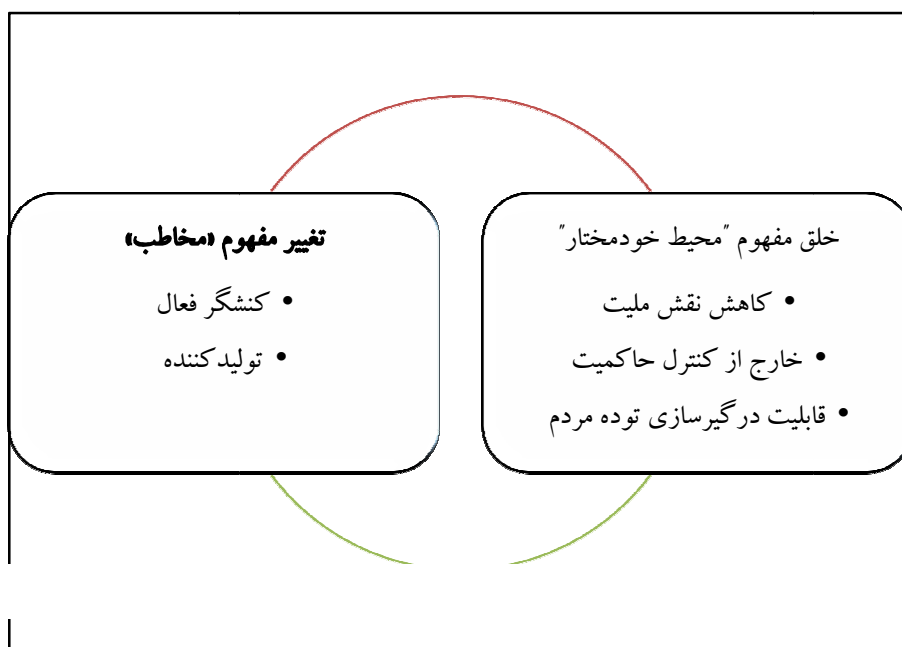 خلق مفهوم "محیط خودمختار"
• کاهش نقش ملیت
• خارج از کنترل حاکمیت
• قابلیت درگیرسازی توده مردم
تغییر مفهوم «مخاطب»
• کنشگر فعال
• تولیدکننده